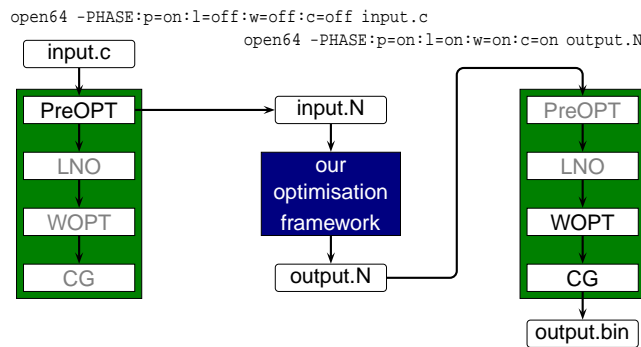 open64 -PHASE:p=on:l=off:w=off:c=off input.c
open64 -PHASE:p=on:l=on:w=on:c=on output.N
input.c
PreOPT
LNO
WOPT
CG
input.N
our
optimisation
framework
output.N
PreOPT
LNO
WOPT
CG
output.bin